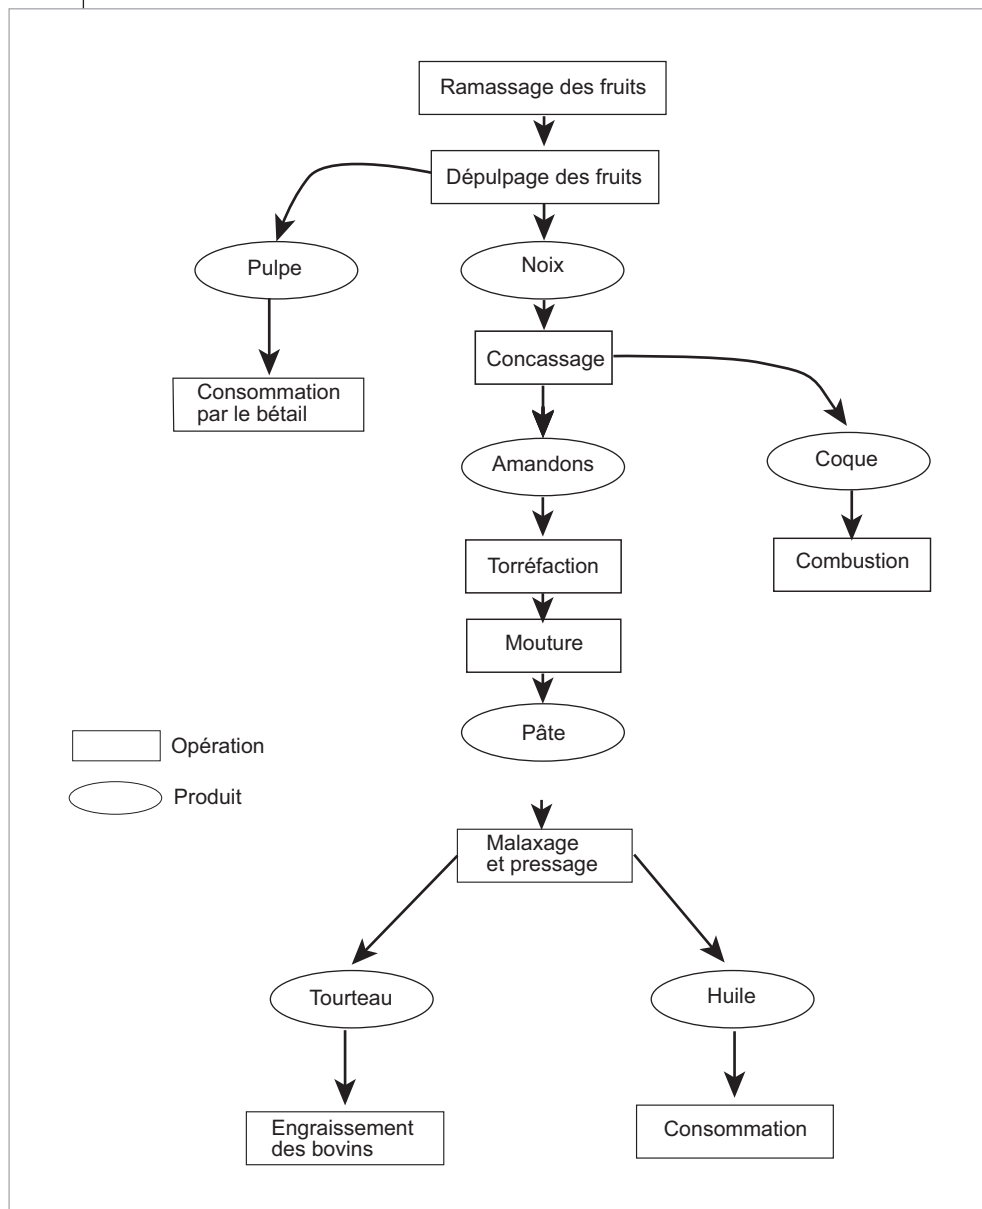 Ramassage des fruits
Dépulpage des fruits
Pulpe
Noix
Concassage
Consommation
par le bétail
Amandons
Coque
Torréfaction
Combustion
Mouture
Pâte
Opération
Produit
Malaxage
et pressage
Tourteau
Huile
Engraissement
des bovins
Consommation